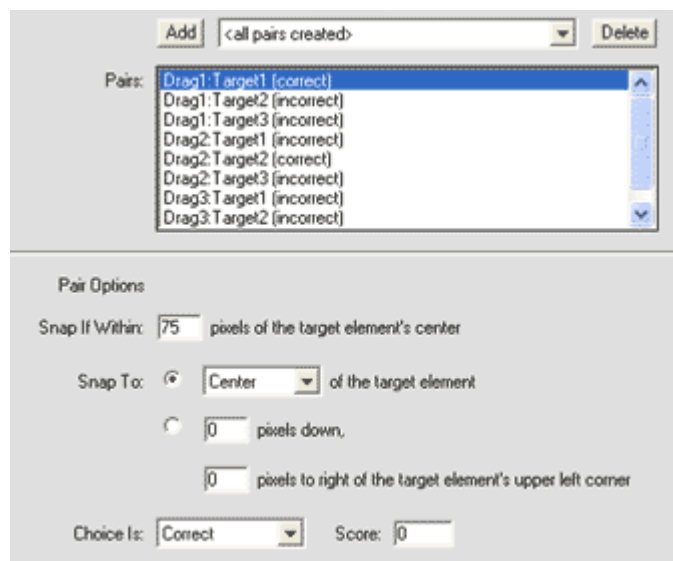 Add <all pairs created> Delete
Pairs: Drag1:Target1 (correct)
Drag1:Target2 (incorrect)
Drag1:Target3 (incorrect)
Drag2:Target1 (incorrect)
Drag2:Target2 (correct)
Drag2:Target3 (incorrect)
Drag3:Target1 (incorrect)
Drag3:Target2 (incorrect)
Pair Options
Snap If Within: 75 pixels of the target element's center
Snap To: Center of the target element
0 pixels down,
0 pixels to right of the target element's upper left corner
Choice Is: Correct Score: 0